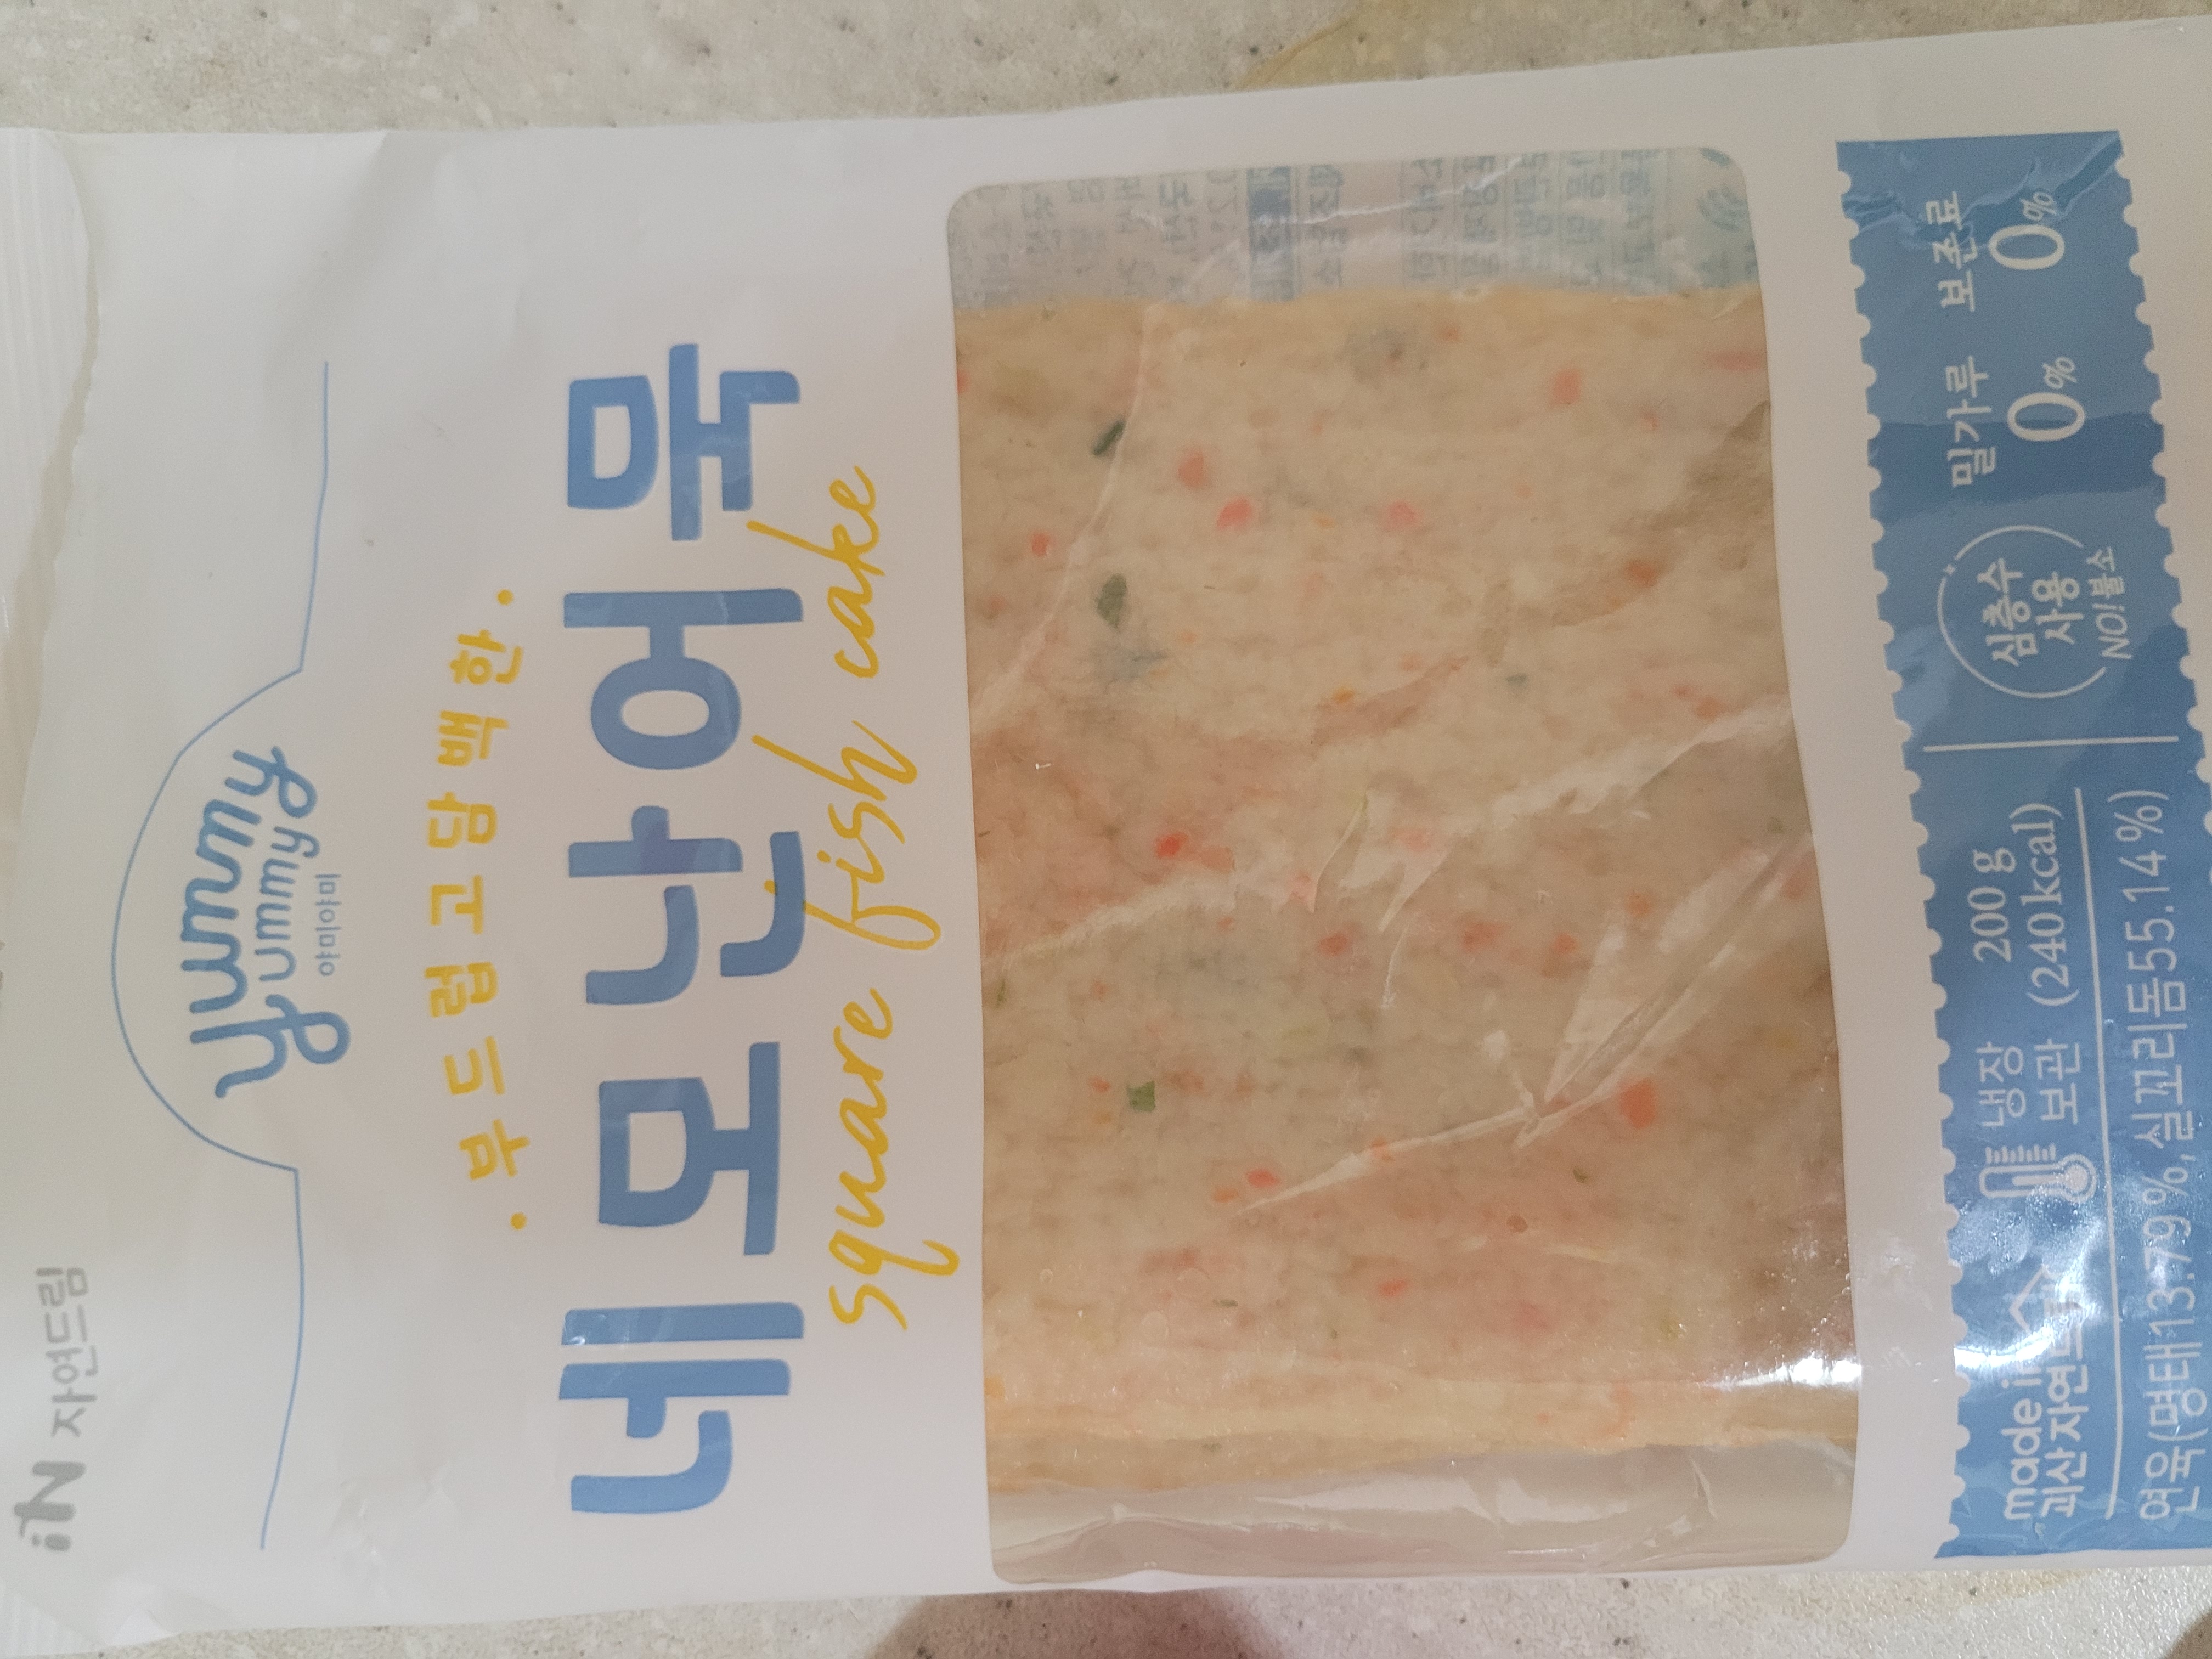 iN 자연드림
yummy
yummy
야미야미
·부드럽고담백한·
네모난어묵
square fish cake
made in
괴산자연드림
냉장
보관
200 g
(240kcal)
심층수
사용
NO!불소
밀가루
0%
보존료
0%
연육(명태13.79%,실꼬리돔55.14%)